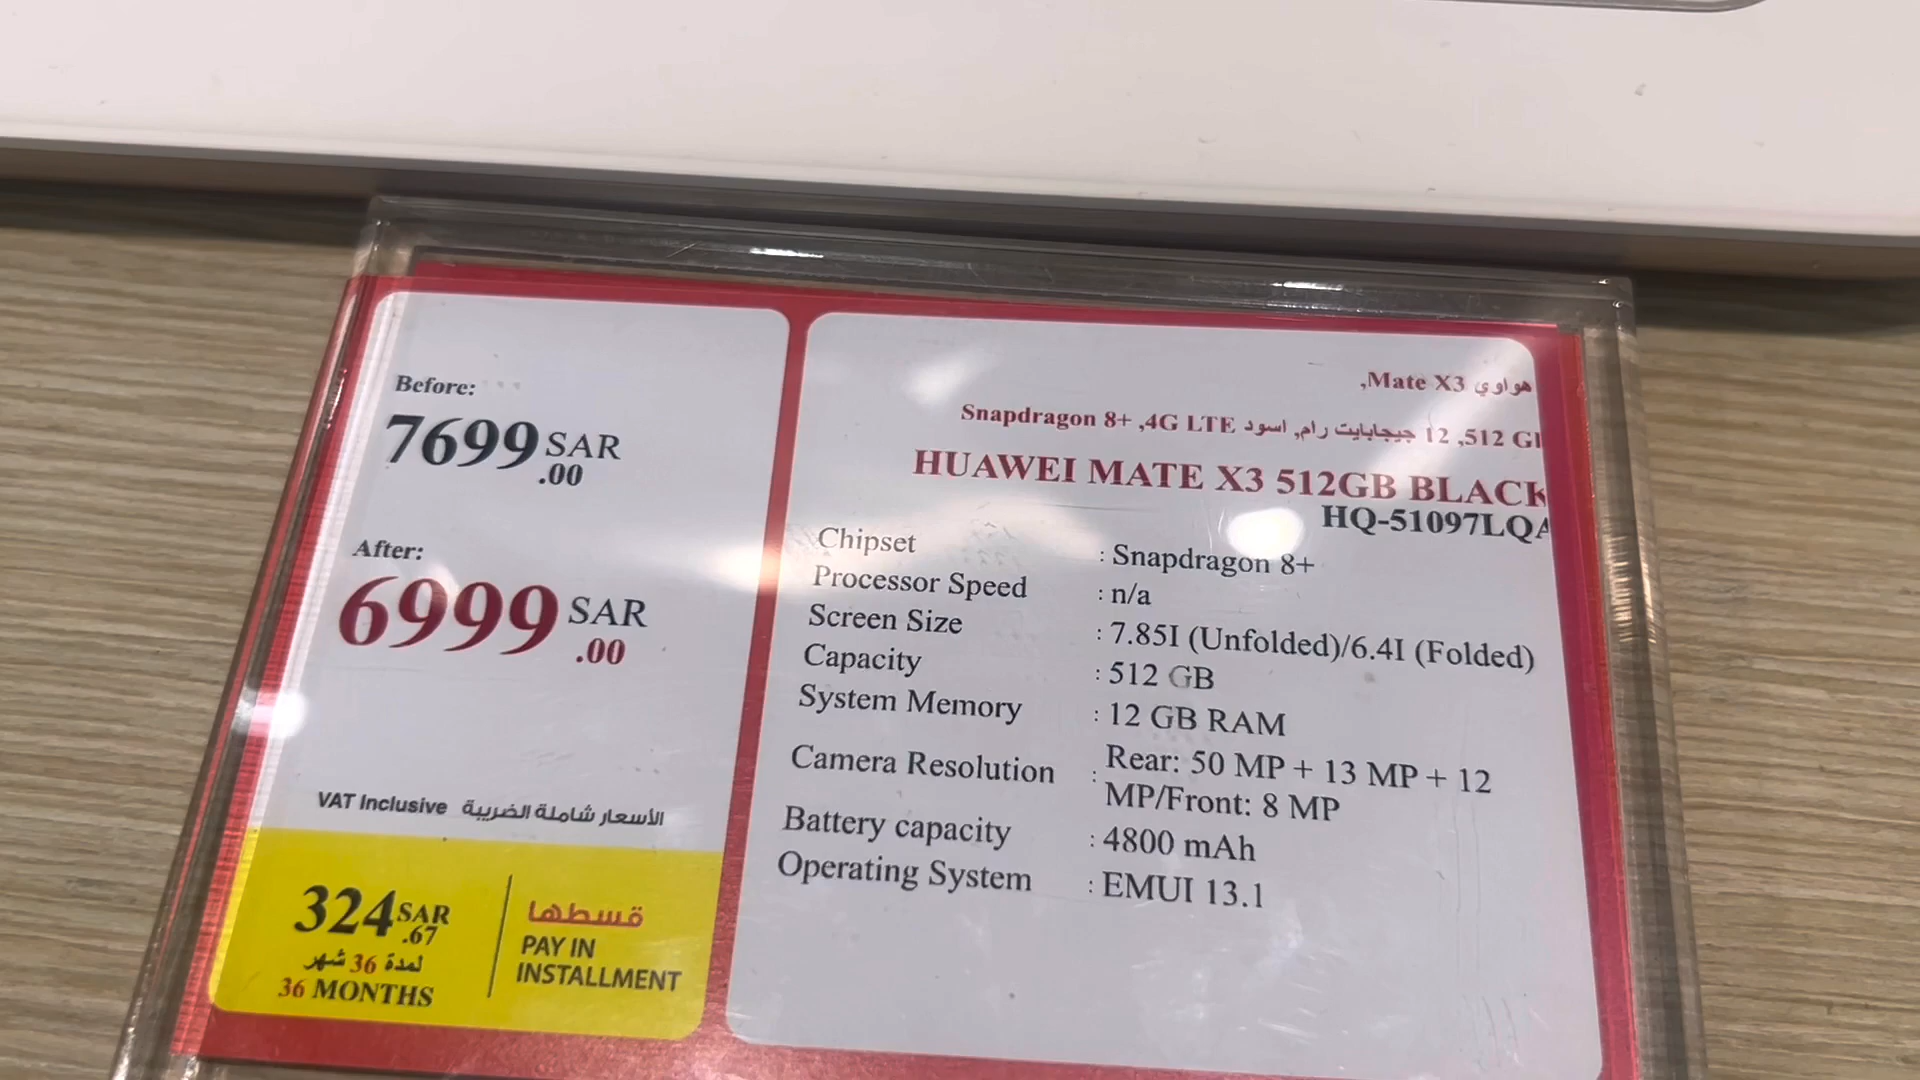 Before:
7699 SAR
.00
After:
6999 SAR
.00
VAT Inclusive الأسعار شاملة الضريبة
324 SAR
.67
لمدة 36 شهر
36 MONTHS
قسطها
PAY IN
INSTALLMENT
هواوي Mate X3,
512 GB, 12 جيجابايت رام, اسود Snapdragon 8+ ,4G LTE
HUAWEI MATE X3 512GB BLACK
HQ-51097LQA
Chipset : Snapdragon 8+
Processor Speed : n/a
Screen Size : 7.85I (Unfolded)/6.4I (Folded)
Capacity : 512 GB
System Memory : 12 GB RAM
Camera Resolution : Rear: 50 MP + 13 MP + 12
MP/Front: 8 MP
Battery capacity : 4800 mAh
Operating System : EMUI 13.1